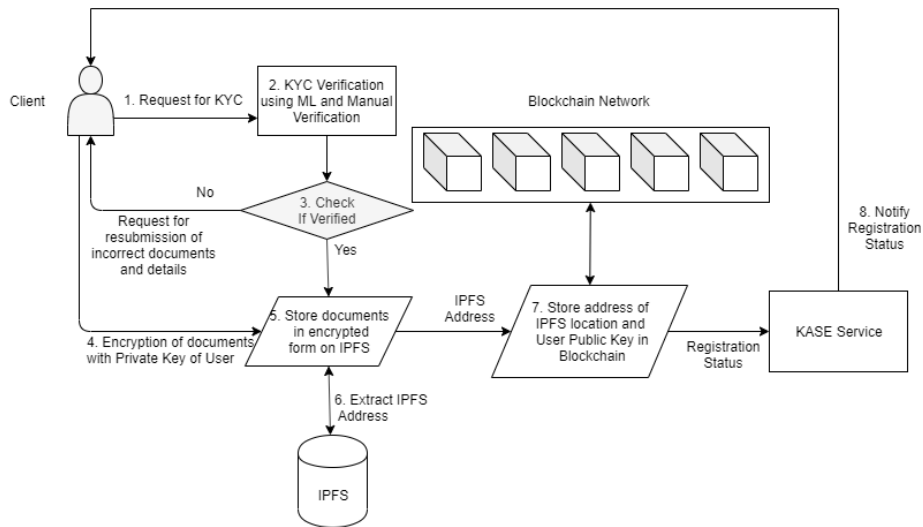 Client
1. Request for KYC
2. KYC Verification
using ML and Manual
Verification
Blockchain Network
No
3. Check
If Verified
Request for
resubmission of
incorrect documents
and details
Yes
8. Notify
Registration
Status
4. Encryption of documents
with Private Key of User
5. Store documents
in encrypted
form on IPFS
IPFS
Address
7. Store address of
IPFS location and
User Public Key in
Blockchain
Registration
Status
KASE Service
6. Extract IPFS
Address
IPFS